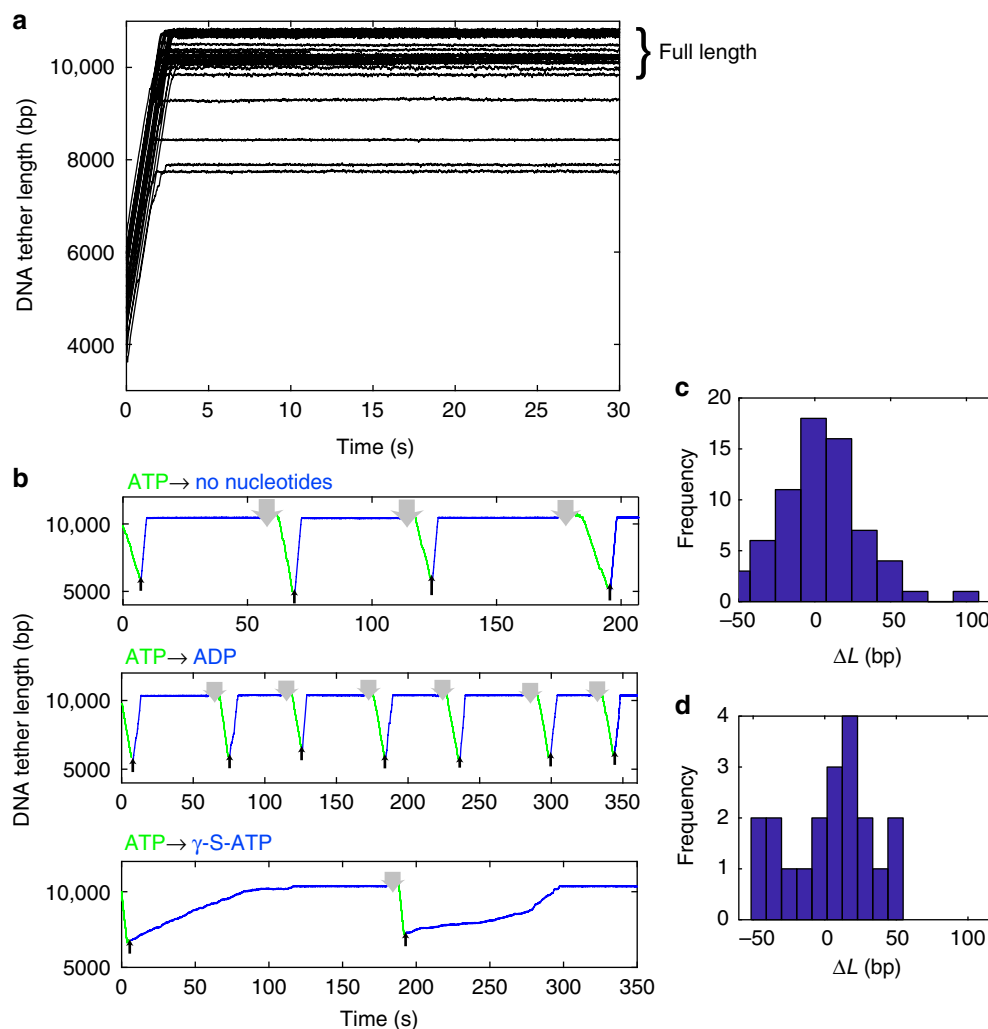 a
DNA tether length (bp)
10,000
8000
6000
4000
0 5 10 15 20 25 30
Time (s)
Full length
b
ATP→ no nucleotides
10,000
5000
0 50 100 150 200
DNA tether length (bp)
ATP→ ADP
10,000
5000
0 50 100 150 200 250 300 350
ATP→ γ-S-ATP
10,000
5000
0 50 100 150 200 250 300 350
Time (s)
c
Frequency
20
15
10
5
0
−50 0 50 100
ΔL (bp)
d
Frequency
4
3
2
1
0
−50 0 50 100
ΔL (bp)